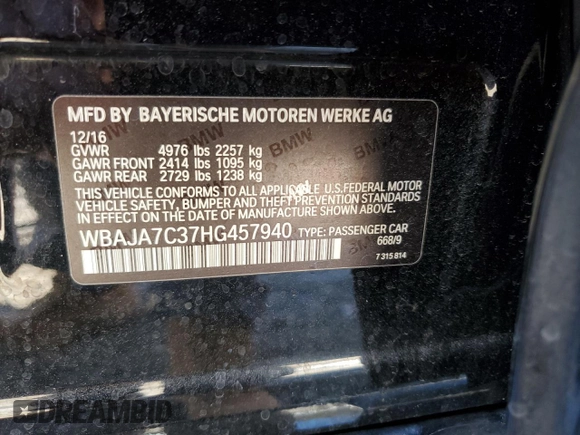 MFD BY BAYERISCHE MOTOREN WERKE AG
12/16
GVWR 4976 lbs 2257 kg
GAWR FRONT 2414 lbs 1095 kg
GAWR REAR 2729 lbs 1238 kg
THIS VEHICLE CONFORMS TO ALL APPLICABLE U.S.FEDERAL MOTOR
VEHICLE SAFETY, BUMPER AND THEFT PREVENTION STANDARDS
IN EFFECT ON THE DATE OF MANUFACTURE SHOWN ABOVE.
WBAJA7C37HG457940 TYPE: PASSENGER CAR
668/9
7 315 814
BMW
BMW
BMW
DREAMBID